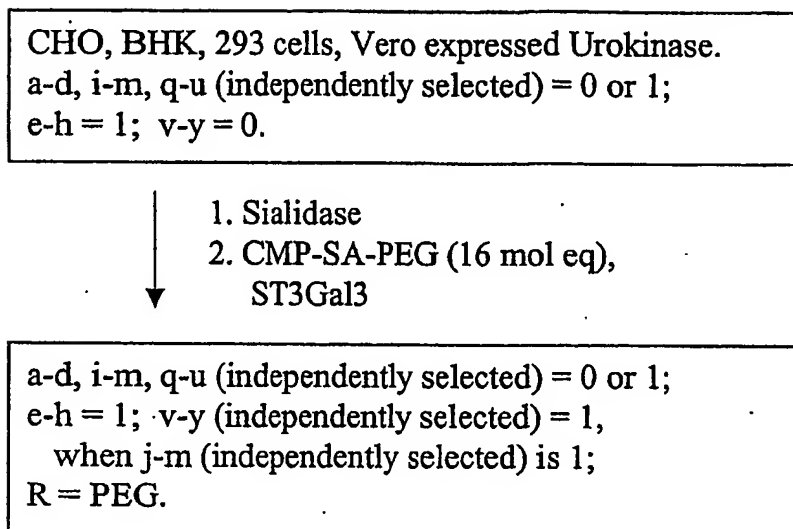 CHO, BHK, 293 cells, Vero expressed Urokinase.
a-d, i-m, q-u (independently selected) = 0 or 1;
e-h = 1; v-y = 0.
1. Sialidase
2. CMP-SA-PEG (16 mol eq),
ST3Gal3
a-d, i-m, q-u (independently selected) = 0 or 1;
e-h = 1; v-y (independently selected) = 1,
when j-m (independently selected) is 1;
R = PEG.